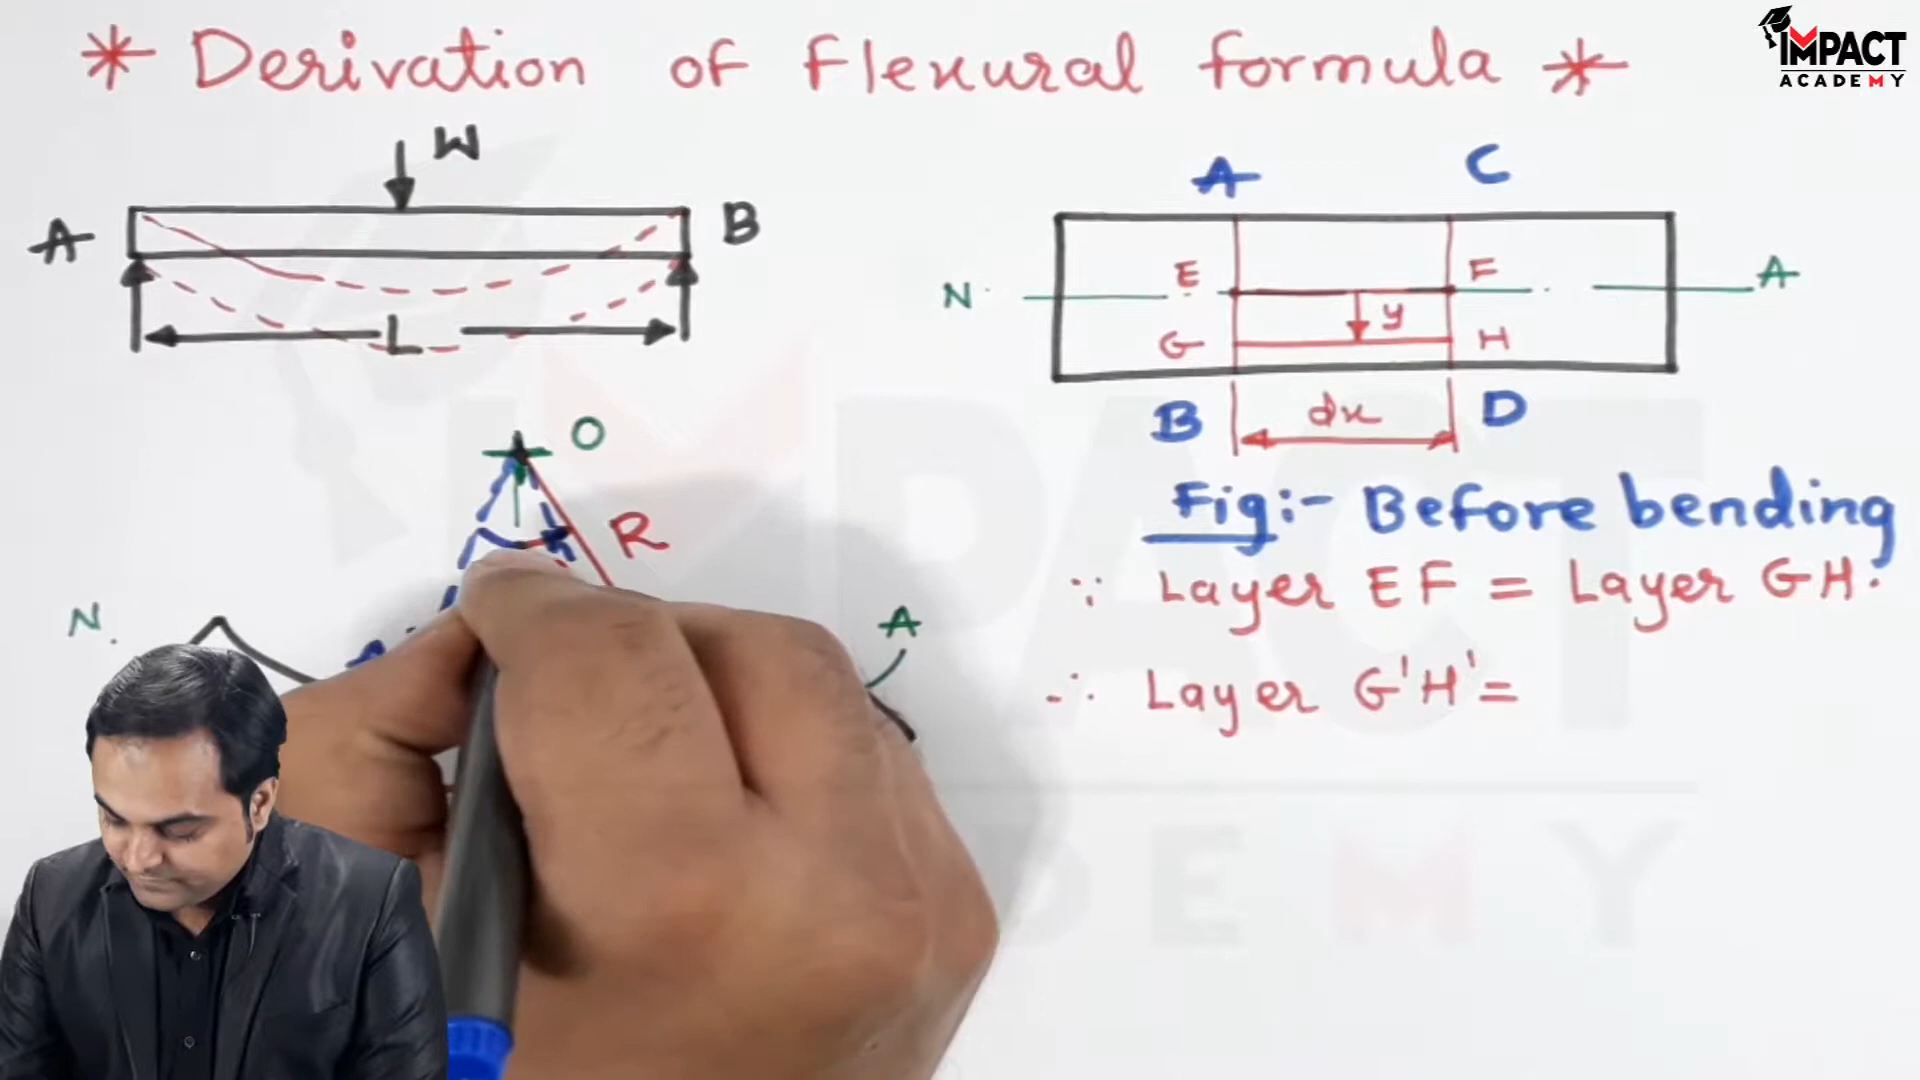 * Derivation of Flexural formula *
IMPACT
ACADEMY
W
A
B
L
A
C
N.
E
F
A
y
G
H
B
dx
D
O
Fig:- Before bending
R
∵ Layer EF = Layer GH.
N.
A
∴ Layer G'H' =